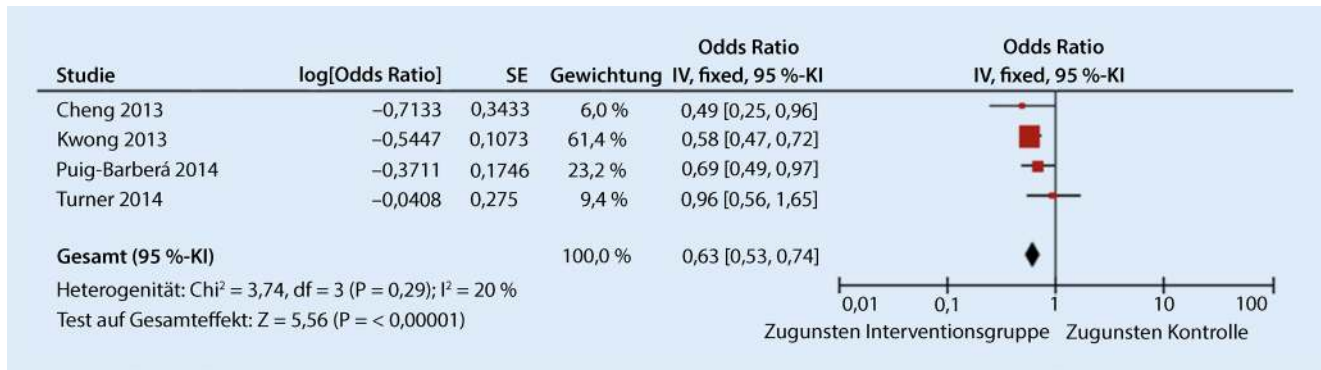 Odds Ratio Odds Ratio
Studie log[Odds Ratio] SE Gewichtung IV, fixed, 95 %-KI IV, fixed, 95 %-KI
Cheng 2013 –0,7133 0,3433 6,0 % 0,49 [0,25, 0,96]
Kwong 2013 –0,5447 0,1073 61,4 % 0,58 [0,47, 0,72]
Puig-Barberá 2014 –0,3711 0,1746 23,2 % 0,69 [0,49, 0,97]
Turner 2014 –0,0408 0,275 9,4 % 0,96 [0,56, 1,65]
Gesamt (95 %-KI) 100,0 % 0,63 [0,53, 0,74]
Heterogenität: Chi² = 3,74, df = 3 (P = 0,29); I² = 20 %
Test auf Gesamteffekt: Z = 5,56 (P = < 0,00001)
0,01 0,1 1 10 100
Zugunsten Interventionsgruppe Zugunsten Kontrolle